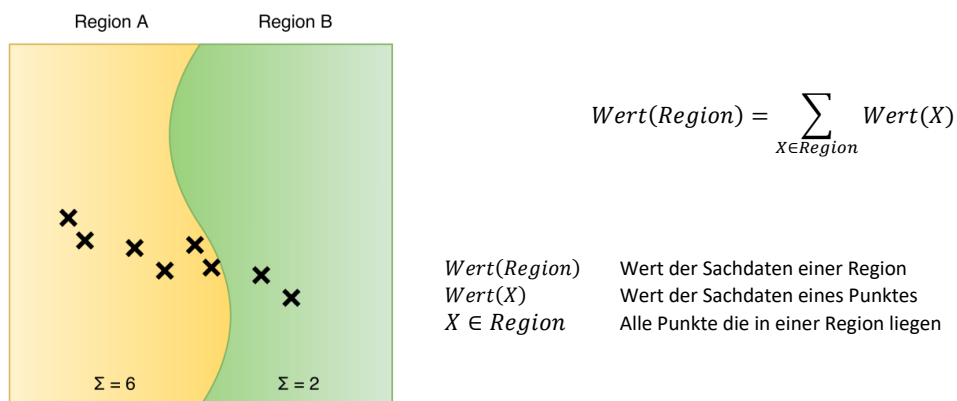 Region A
Region B
Σ = 6
Σ = 2
Wert(Region) = ∑ Wert(X)
X∈Region
Wert(Region) Wert der Sachdaten einer Region
Wert(X) Wert der Sachdaten eines Punktes
X ∈ Region Alle Punkte die in einer Region liegen